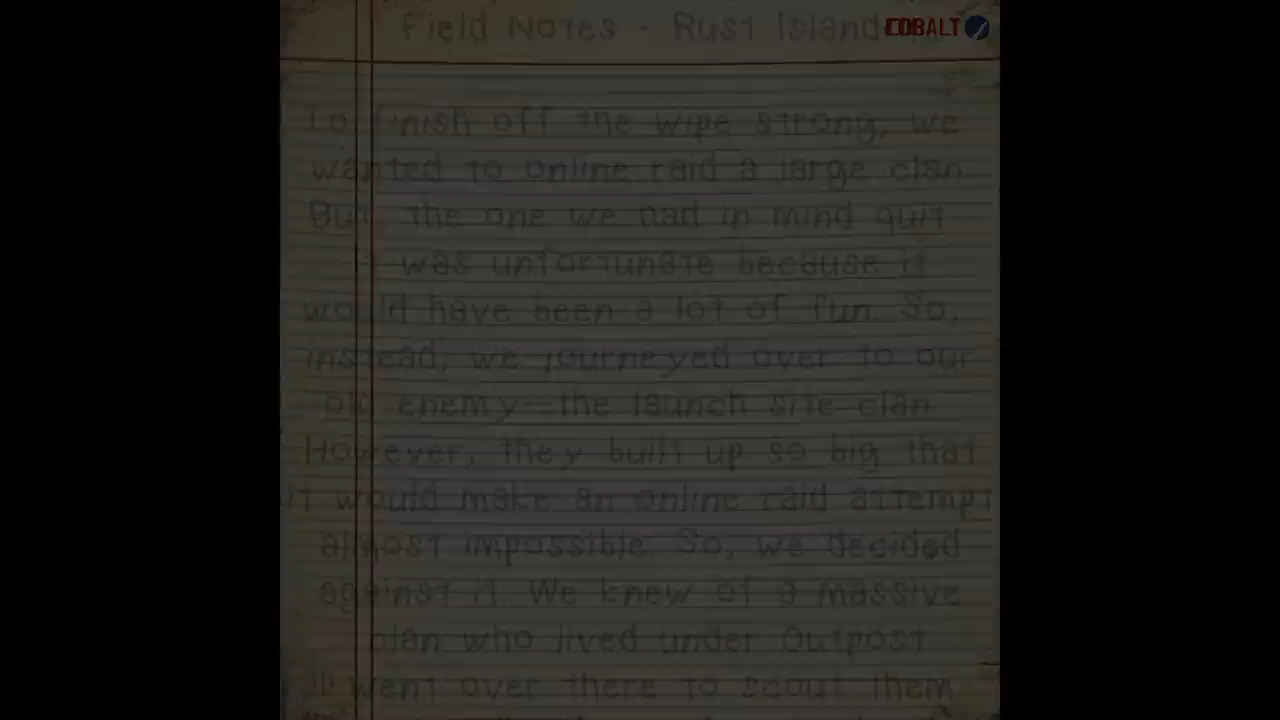 Field Notes - Rust Island
COBALT
To finish off the wipe strong, we
wanted to online raid a large clan.
But, the one we had in mind quit.
It was unfortunate because it
would have been a lot of fun. So,
instead, we journeyed over to our
old enemy—the launch site clan.
However, they built up so big that
it would make an online raid attempt
almost impossible. So, we decided
against it. We knew of a massive
clan who lived under Outpost
went over there to scout them